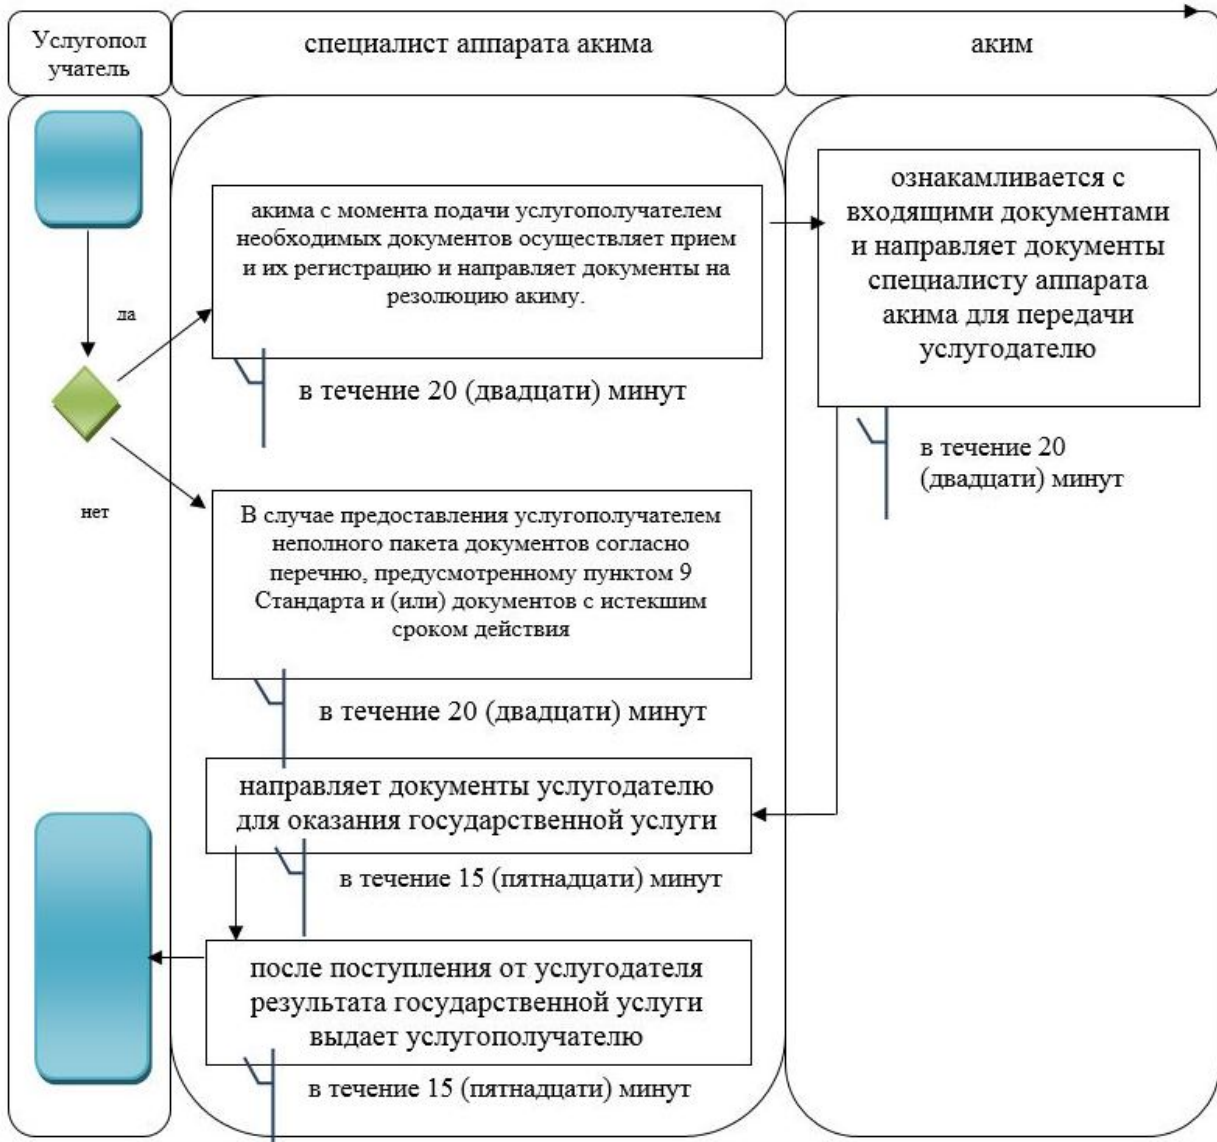 Услугопол
учатель
специалист аппарата акима
аким
акима с момента подачи услугополучателем
необходимых документов осуществляет прием
и их регистрацию и направляет документы на
резолюцию акиму.
ознакамливается с
входящими документами
и направляет документы
специалисту аппарата
акима для передачи
услугодателю
да
в течение 20 (двадцати) минут
в течение 20
(двадцати) минут
нет
В случае предоставления услугополучателем
неполного пакета документов согласно
перечню, предусмотренному пунктом 9
Стандарта и (или) документов с истекшим
сроком действия
в течение 20 (двадцати) минут
направляет документы услугодателю
для оказания государственной услуги
в течение 15 (пятнадцати) минут
после поступления от услугодателя
результата государственной услуги
выдает услугополучателю
в течение 15 (пятнадцати) минут